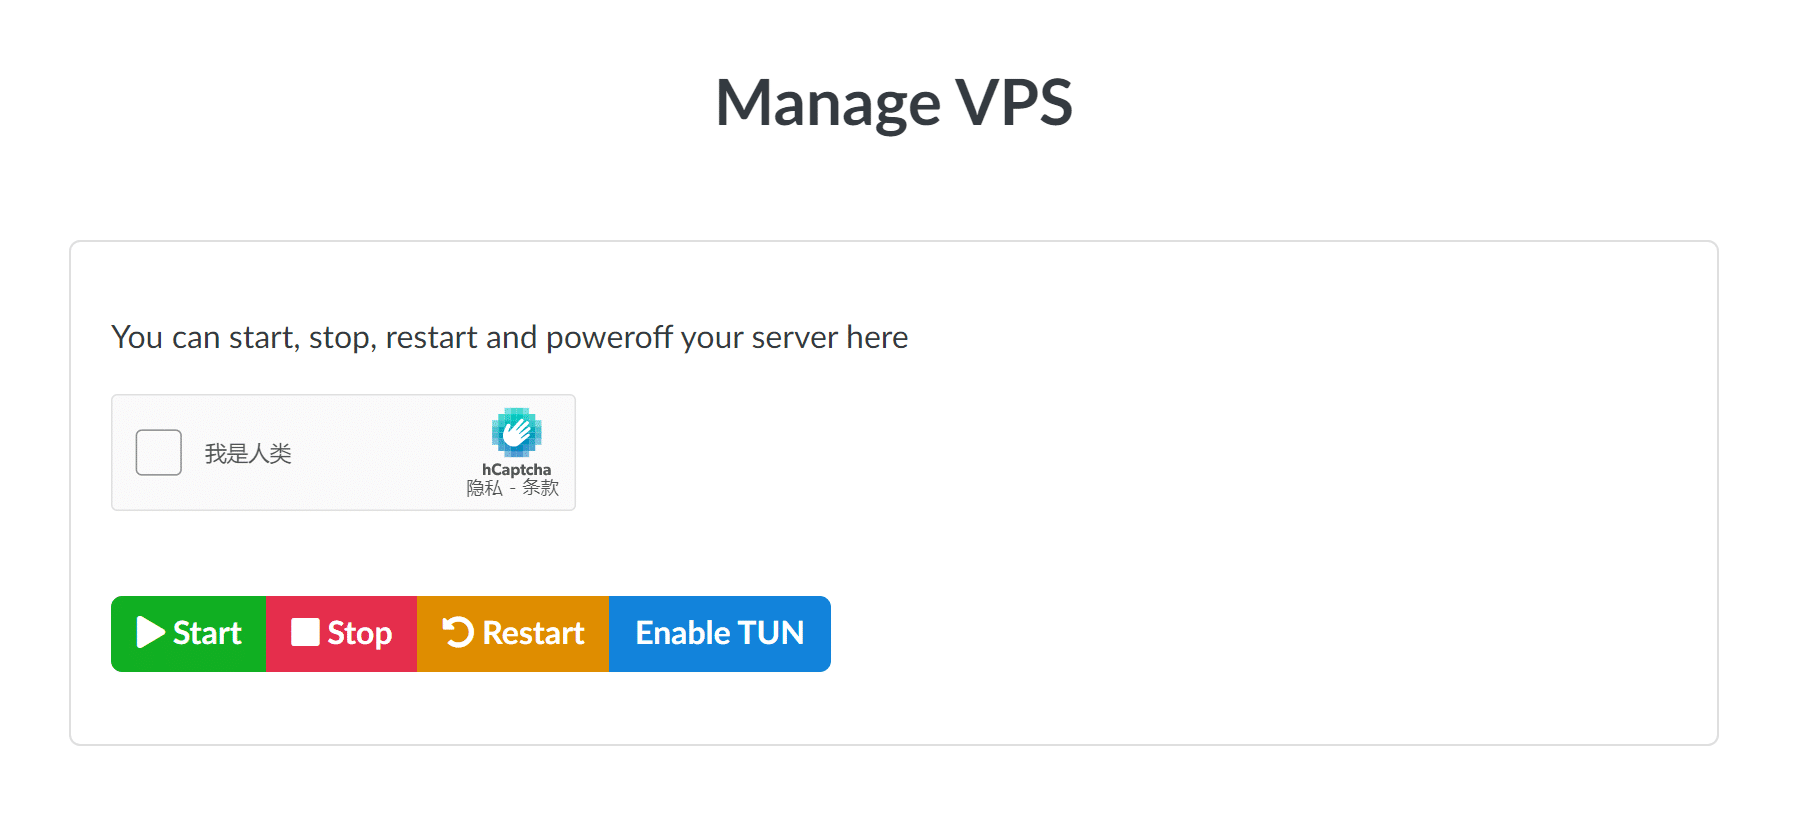 Manage VPS
You can start, stop, restart and poweroff your server here
我是人类
hCaptcha
隐私 - 条款
Start Stop Restart Enable TUN